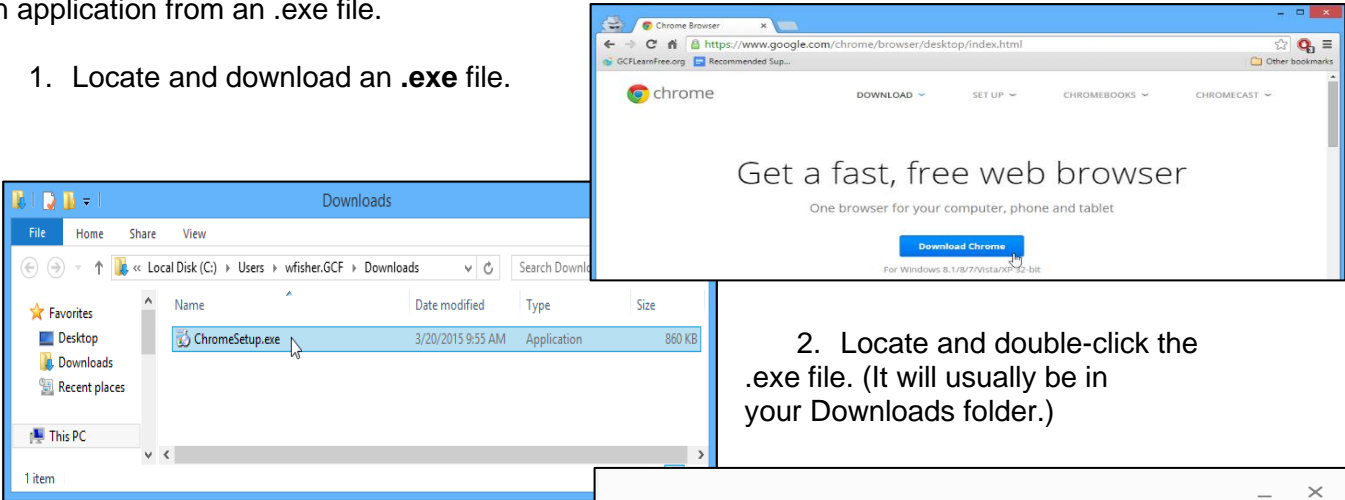 n application from an .exe file.
1. Locate and download an .exe file.
Chrome Browser
https://www.google.com/chrome/browser/desktop/index.html
GCFLearnFree.org Recommended Sup... Other bookmarks
chrome DOWNLOAD SET UP CHROMEBOOKS CHROMECAST
Get a fast, free web browser
One browser for your computer, phone and tablet
Download Chrome
For Windows 8.1/8/7/Vista/XP 32-bit
Downloads
File Home Share View
« Local Disk (C:) Users wfisher.GCF Downloads Search Downlo
Favorites
Desktop
Downloads
Recent places
This PC
Name Date modified Type Size
ChromeSetup.exe 3/20/2015 9:55 AM Application 860 KB
1 item
2. Locate and double-click the
.exe file. (It will usually be in
your Downloads folder.)